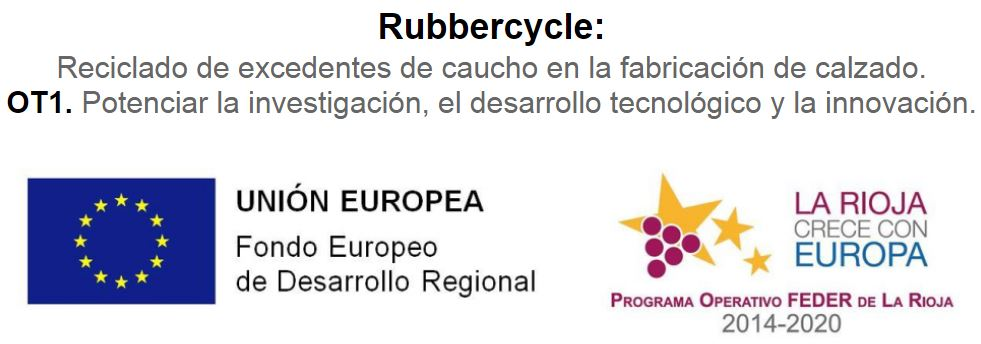 Rubbercycle:
Reciclado de excedentes de caucho en la fabricación de calzado.
OT1. Potenciar la investigación, el desarrollo tecnológico y la innovación.
UNIÓN EUROPEA
Fondo Europeo
de Desarrollo Regional
LA RIOJA
CRECE CON
EUROPA
PROGRAMA OPERATIVO FEDER DE LA RIOJA
2014-2020